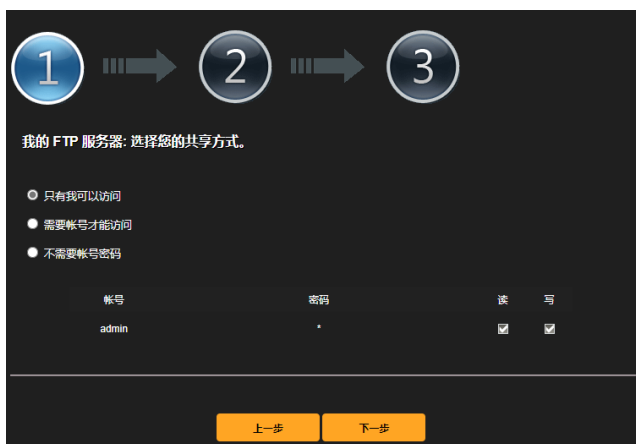 1 2 3
我的 FTP 服务器: 选择您的共享方式。
只有我可以访问
需要帐号才能访问
不需要帐号密码
帐号 密码 读 写
admin *
上一步 下一步